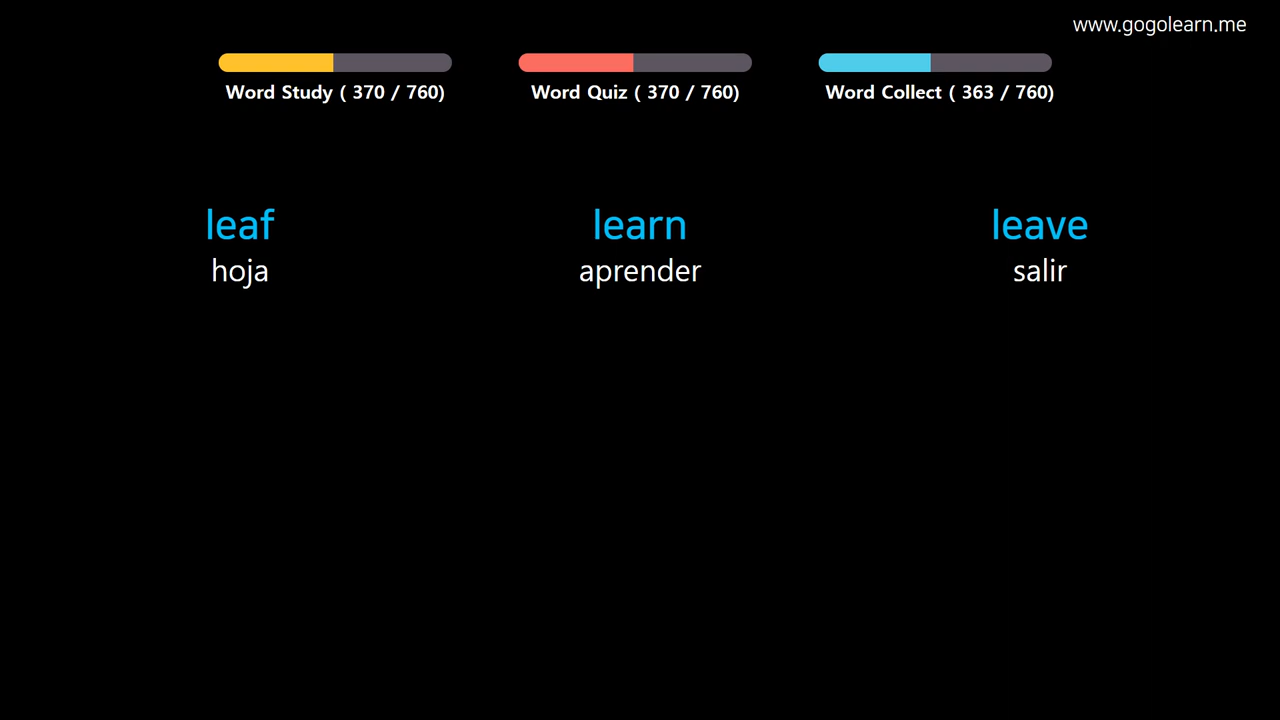 www.gogolearn.me
Word Study ( 370 / 760)
Word Quiz ( 370 / 760)
Word Collect ( 363 / 760)
leaf
hoja
learn
aprender
leave
salir